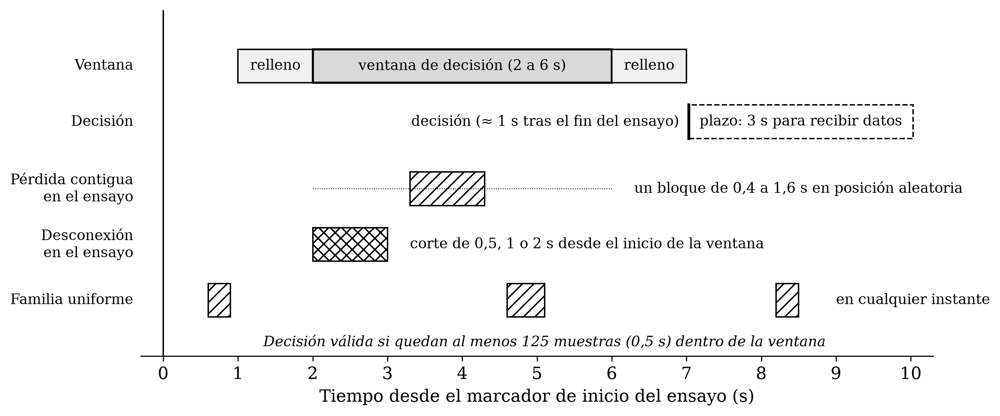 Ventana
relleno
ventana de decisión (2 a 6 s)
relleno
Decisión
decisión (≈ 1 s tras el fin del ensayo)
plazo: 3 s para recibir datos
Pérdida contigua
en el ensayo
un bloque de 0,4 a 1,6 s en posición aleatoria
Desconexión
en el ensayo
corte de 0,5, 1 o 2 s desde el inicio de la ventana
Familia uniforme
en cualquier instante
Decisión válida si quedan al menos 125 muestras (0,5 s) dentro de la ventana
0 1 2 3 4 5 6 7 8 9 10
Tiempo desde el marcador de inicio del ensayo (s)